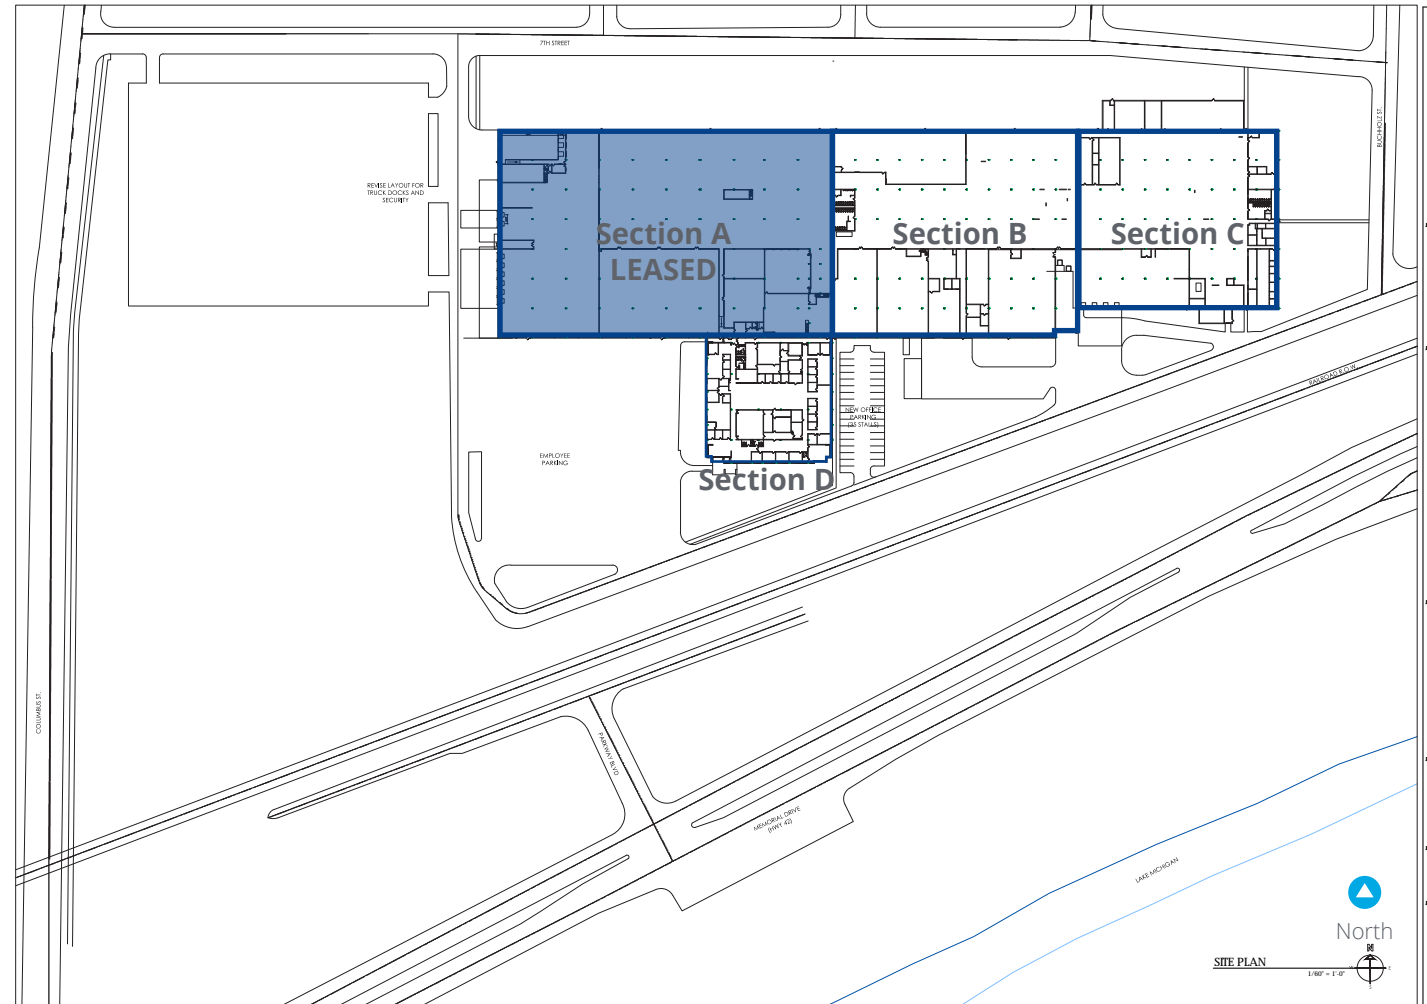 7TH STREET
BUCHHOLZ ST.
REVISE LAYOUT FOR
TRUCK DOCKS AND
SECURITY
Section A
LEASED
Section B
Section C
RAILROAD R.O.W.
NEW OFFICE
PARKING
(35 STALLS)
EMPLOYEE
PARKING
Section D
COLUMBUS ST.
PARKWAY BLVD
MEMORIAL DRIVE
(HWY 42)
LAKE MICHIGAN
North
N
SITE PLAN
1/60" = 1'-0"
W
E
S